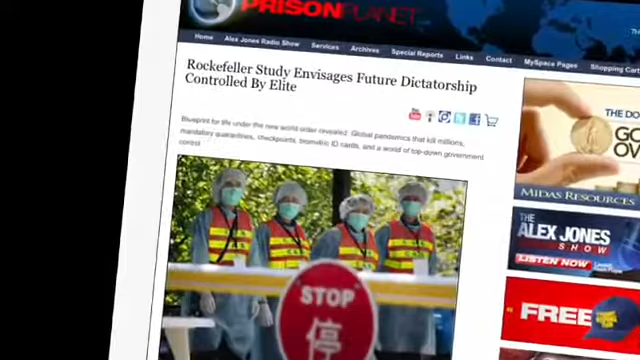 PRISONPLANET
Home Alex Jones Radio Show Services Archives Special Reports Links Contact MySpace Pages Shopping Cart
Rockefeller Study Envisages Future Dictatorship
Controlled By Elite
Blueprint for life under the new world order revealed: Global pandemics that kill millions,
mandatory quarantines, checkpoints, biometric ID cards, and a world of top-down government
control
THE DO
GO
OV
MIDAS RESOURCES
THE
ALEX JONES
SHOW
LISTEN NOW
FREE
STOP
停